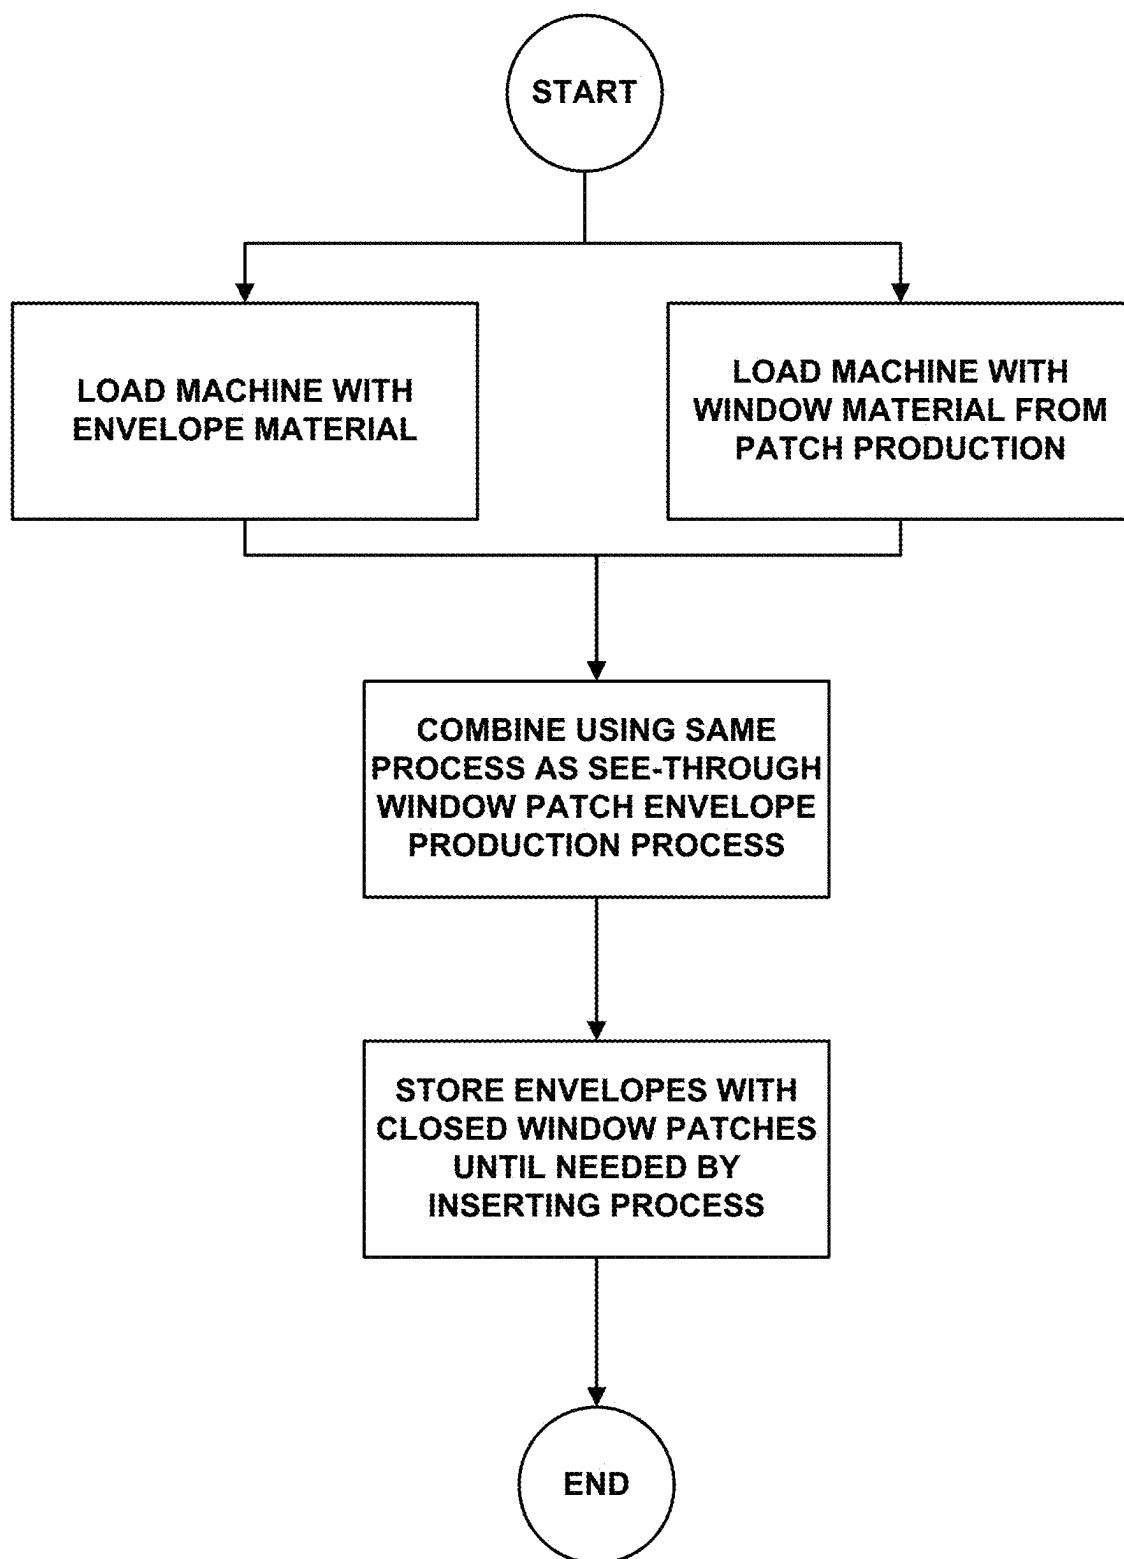 START
LOAD MACHINE WITH
ENVELOPE MATERIAL
LOAD MACHINE WITH
WINDOW MATERIAL FROM
PATCH PRODUCTION
COMBINE USING SAME
PROCESS AS SEE-THROUGH
WINDOW PATCH ENVELOPE
PRODUCTION PROCESS
STORE ENVELOPES WITH
CLOSED WINDOW PATCHES
UNTIL NEEDED BY
INSERTING PROCESS
END